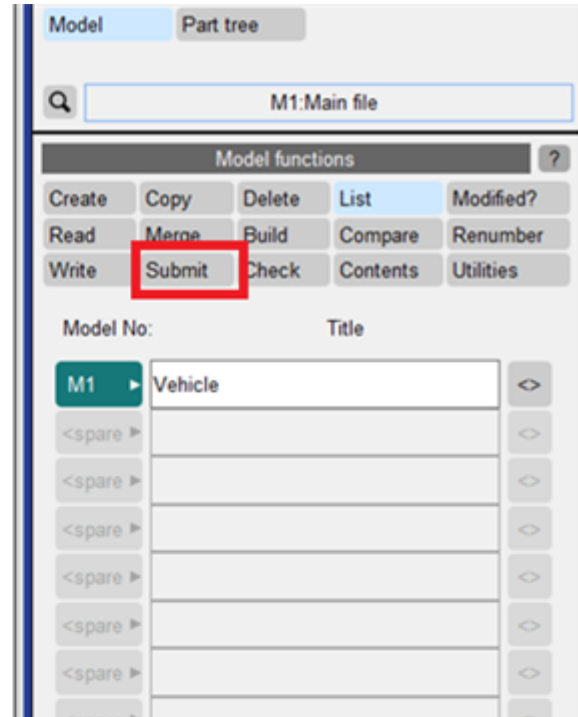 Model Part tree
M1:Main file
Model functions ?
Create Copy Delete List Modified?
Read Merge Build Compare Renumber
Write Submit Check Contents Utilities
Model No: Title
M1 Vehicle <>
<spare <>
<spare <>
<spare <>
<spare <>
<spare <>
<spare <>